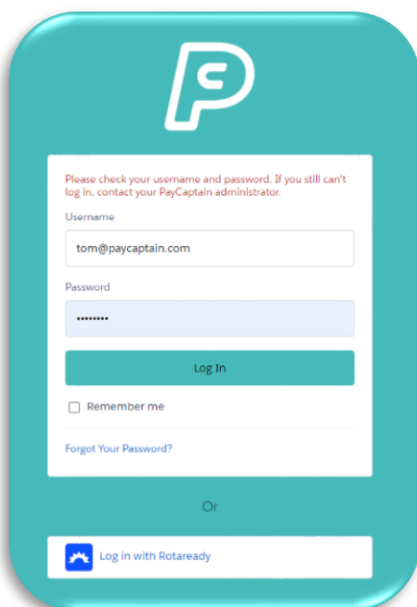 Please check your username and password. If you still can't
log in, contact your PayCaptain administrator.
Username
tom@paycaptain.com
Password
••••••••
Log In
Remember me
Forgot Your Password?
Or
Log in with Rotaready